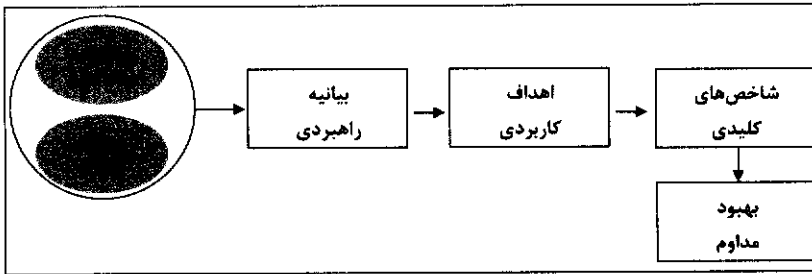 بیانیه
راهبردی
اهداف
کاربردی
شاخص‌های
کلیدی
بهبود
مداوم